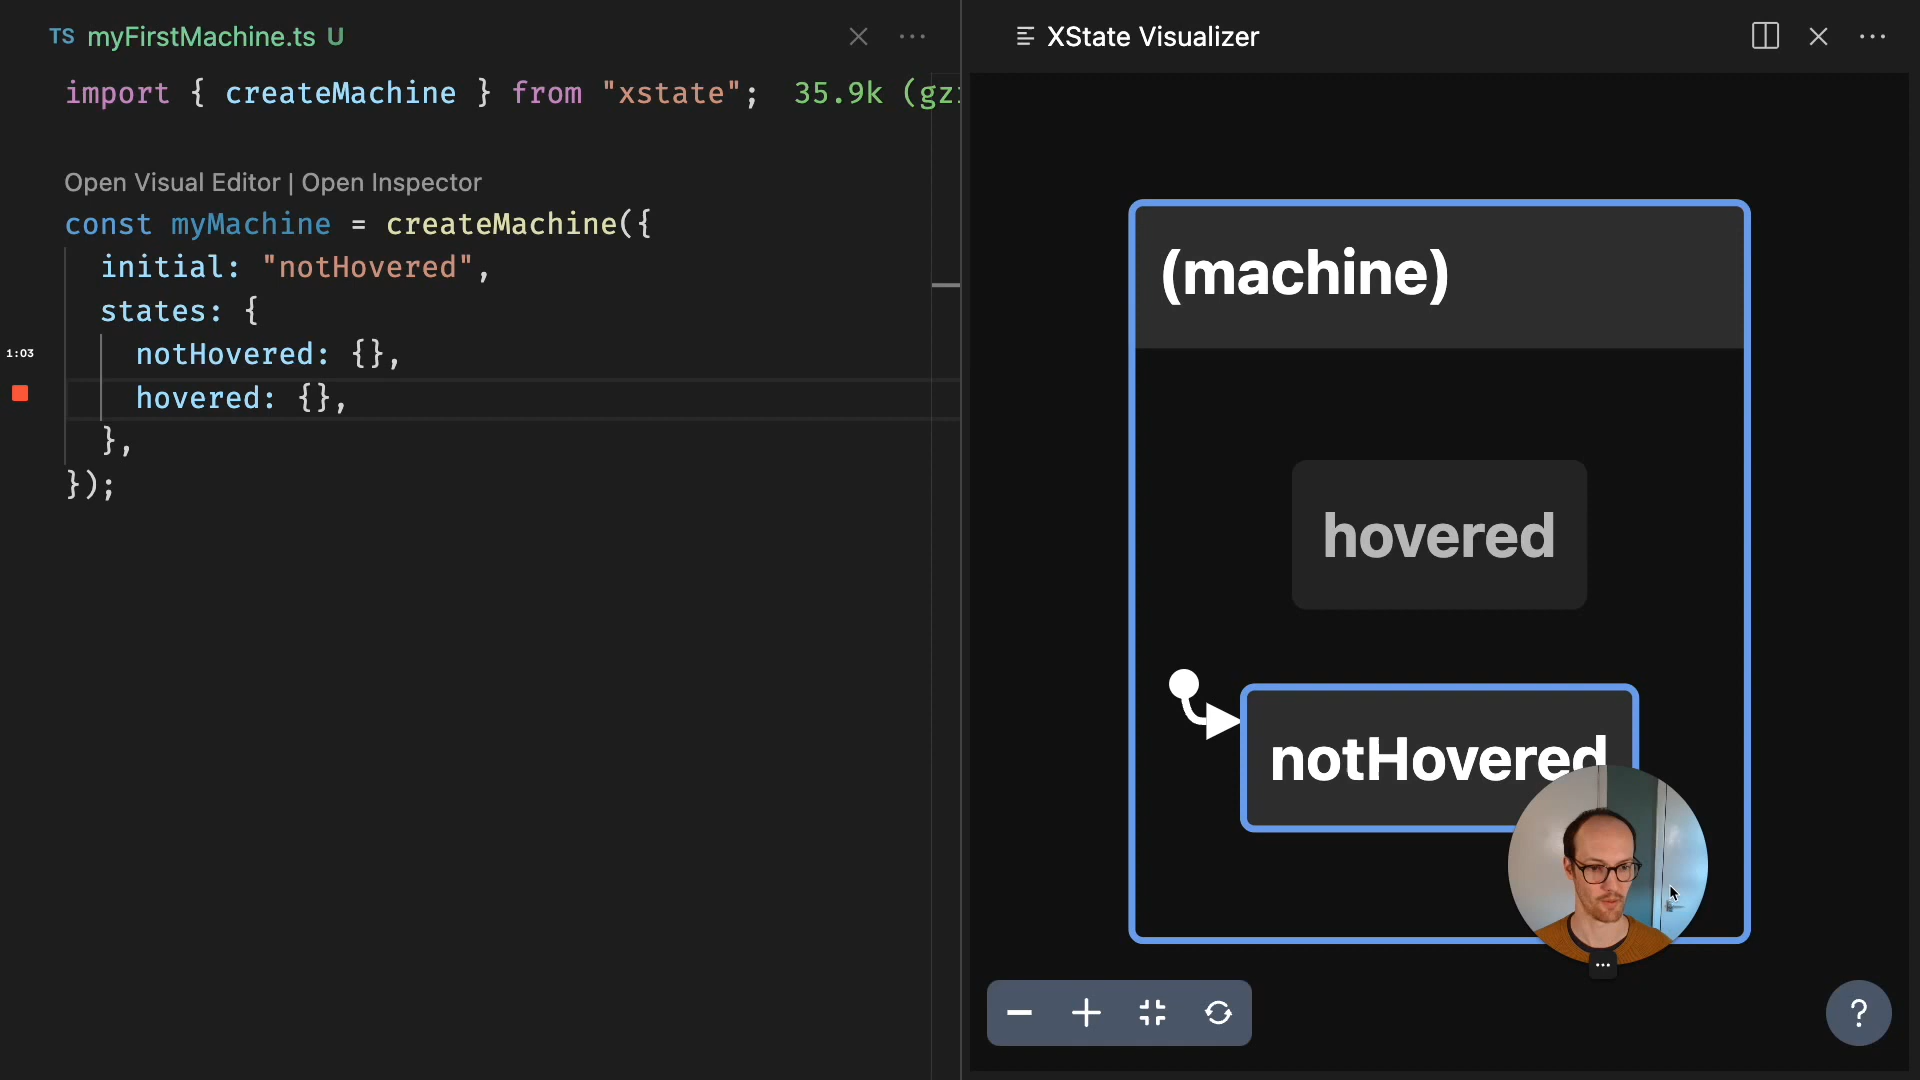 TS myFirstMachine.ts U
import { createMachine } from "xstate"; 35.9k (gz
Open Visual Editor | Open Inspector
const myMachine = createMachine({
initial: "notHovered",
states: {
notHovered: {},
hovered: {},
},
});
1:03
XState Visualizer
(machine)
hovered
notHovered
?